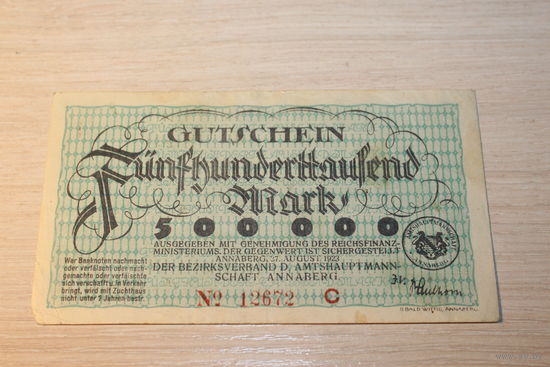 GUTSCHEIN
Fünfhunderttausend
Mark
500000
AUSGEGEBEN MIT GENEHMIGUNG DES REICHSFINANZ-
MINISTERIUMS. DER GEGENWERT IST SICHERGESTELLT
ANNABERG, 27. AUGUST 1923
DER BEZIRKSVERBAND D. AMTSHAUPTMANN-
SCHAFT ANNABERG.
Wer Banknoten nachmacht
oder verfälscht oder nach-
gemachte oder verfälschte
sich verschafft u. in Verkehr
bringt, wird mit Zuchthaus
nicht unter 2 Jahren bestr.
No 12672 C
ANNABERG